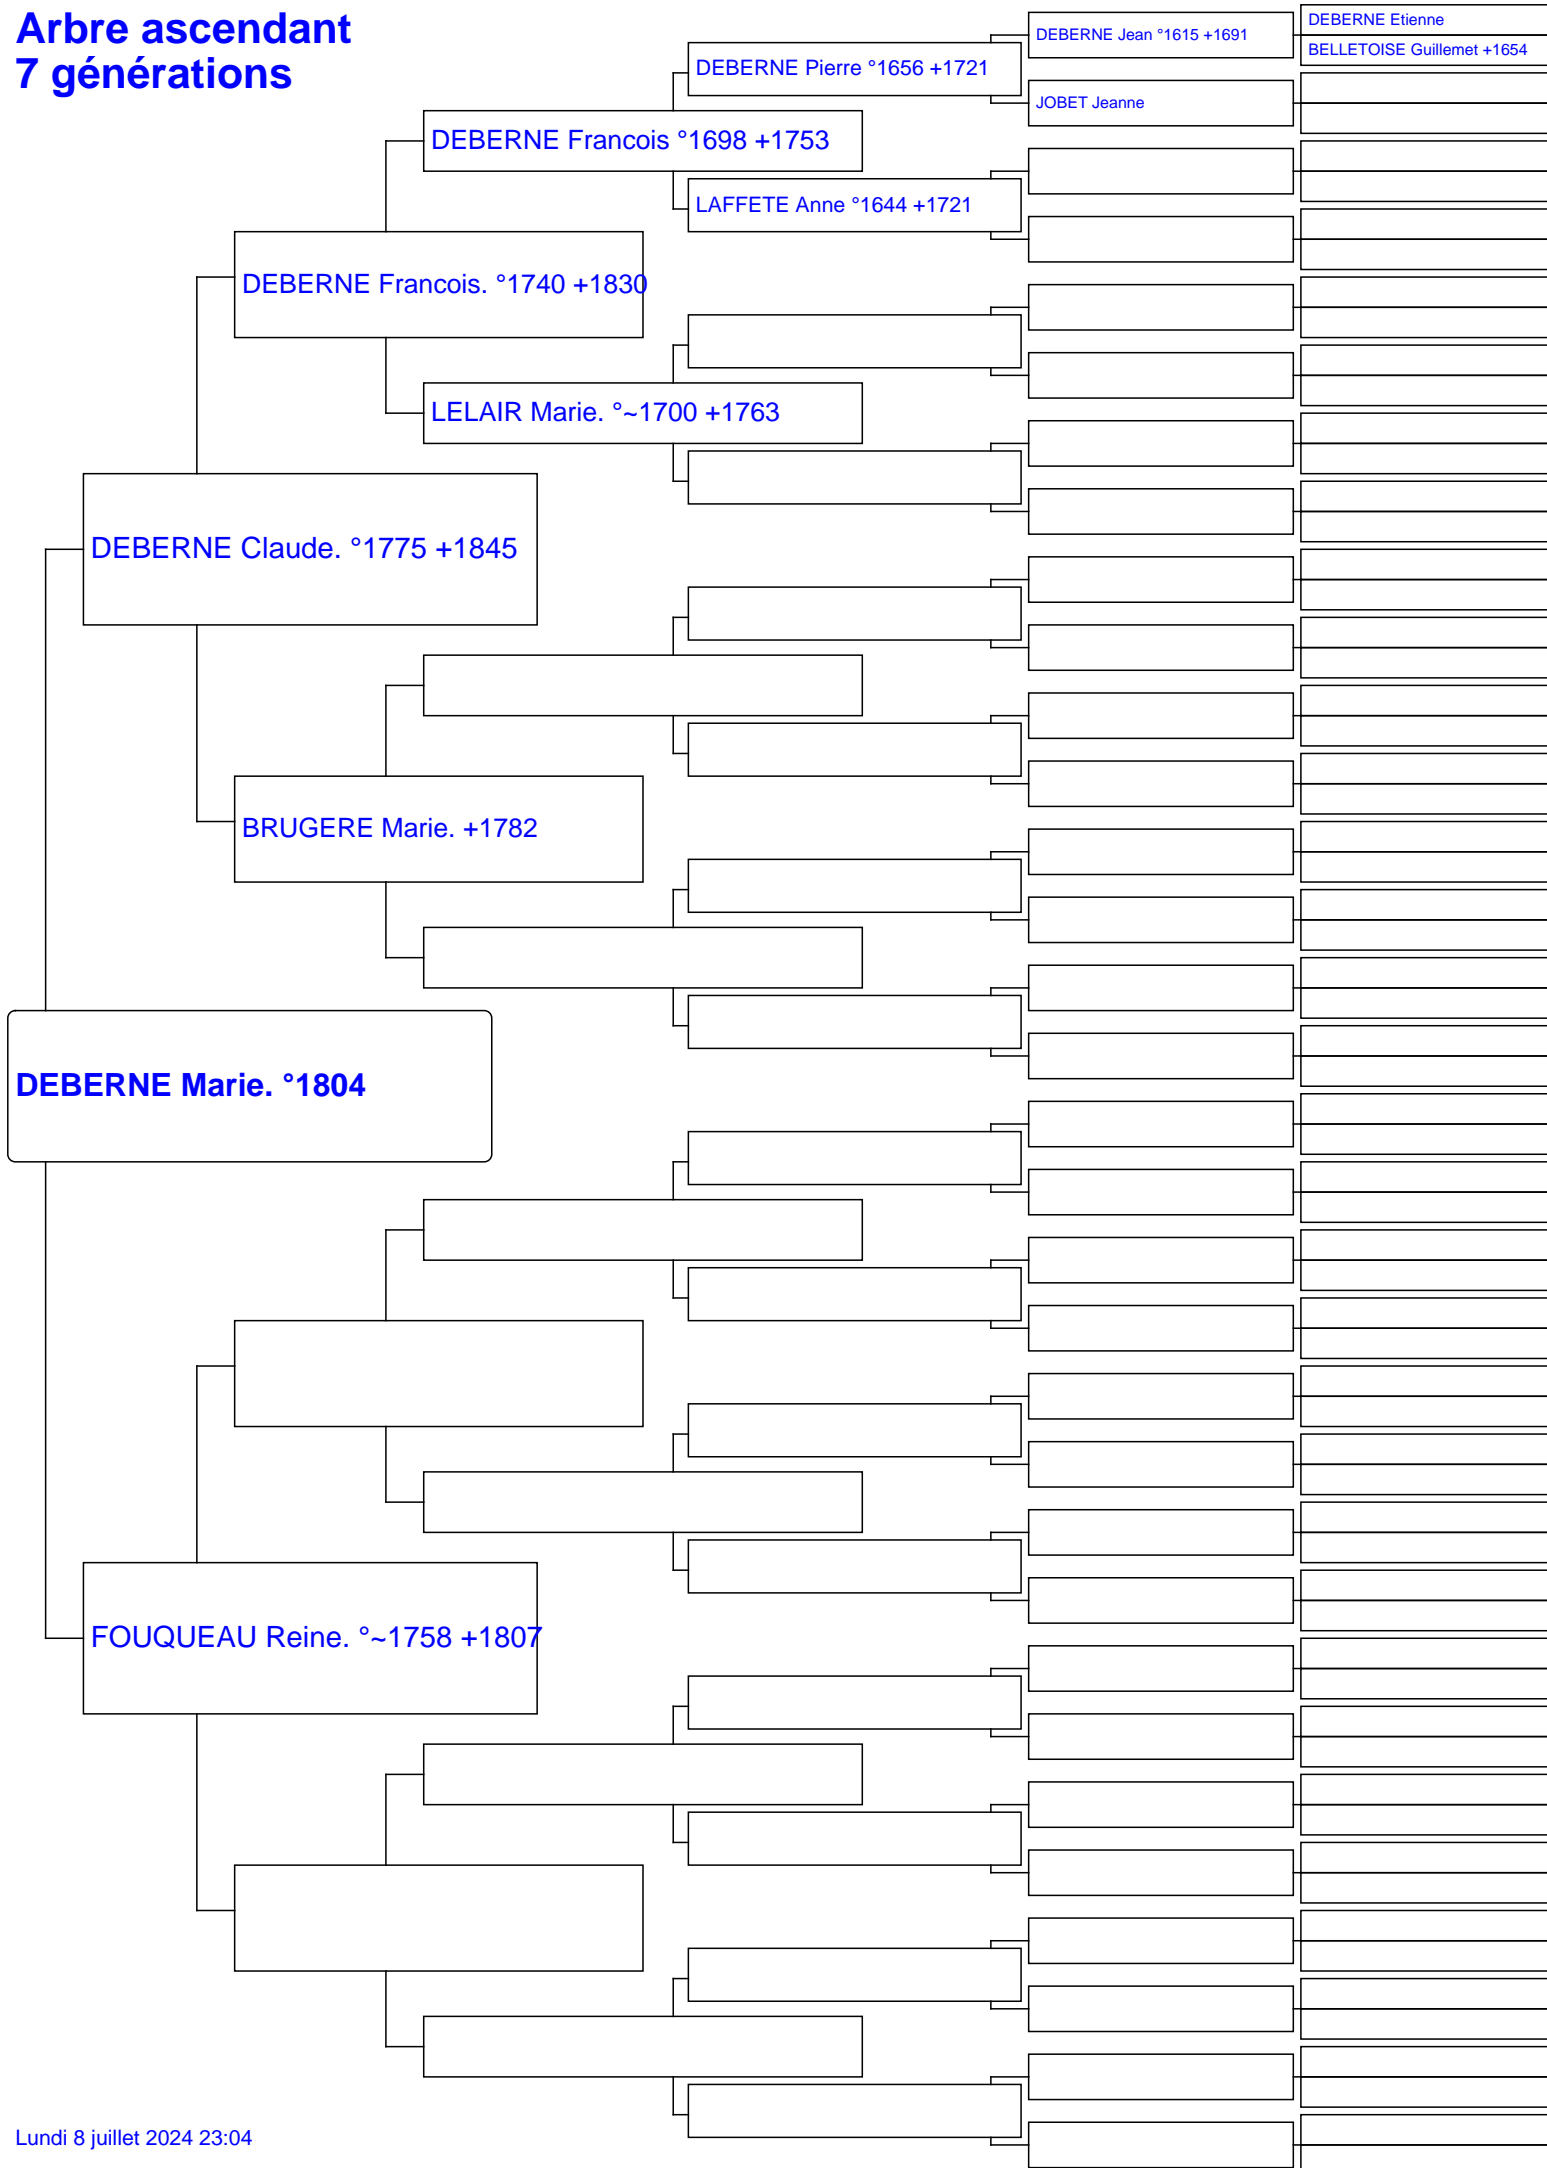 Arbre ascendant
7 générations
DEBERNE Etienne
DEBERNE Jean °1615 +1691
BELLETOISE Guillemet +1654
DEBERNE Pierre °1656 +1721
JOBET Jeanne
DEBERNE Francois °1698 +1753
LAFFETE Anne °1644 +1721
DEBERNE Francois. °1740 +1830
LELAIR Marie. °~1700 +1763
DEBERNE Claude. °1775 +1845
BRUGERE Marie. +1782
DEBERNE Marie. °1804
FOUQUEAU Reine. °~1758 +1807
Lundi 8 juillet 2024 23:04